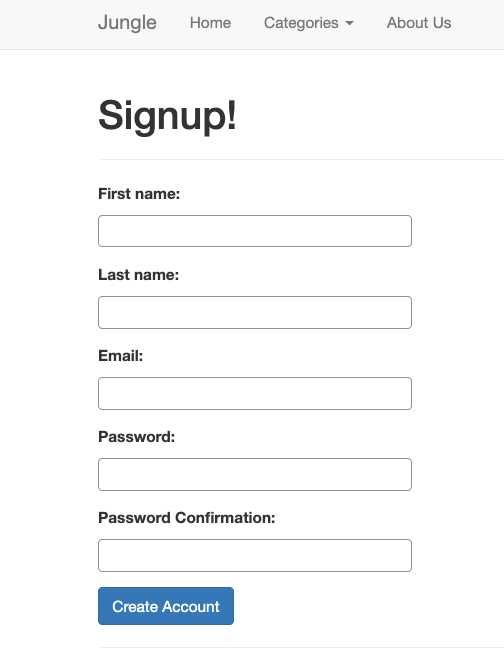 Jungle Home Categories About Us
Signup!
First name:
Last name:
Email:
Password:
Password Confirmation:
Create Account